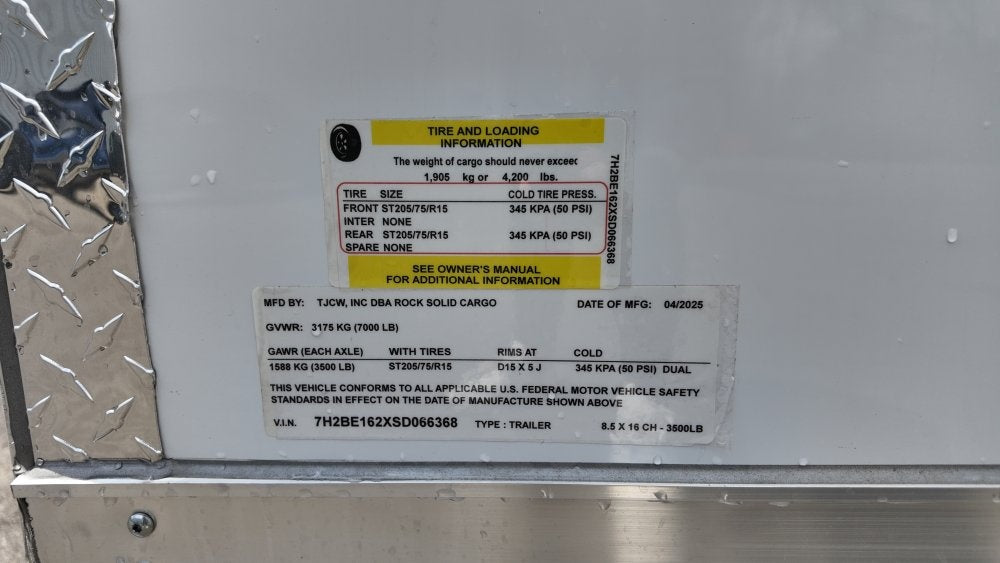 TIRE AND LOADING
INFORMATION
The weight of cargo should never exceed
1,905 kg or 4,200 lbs.
TIRE SIZE COLD TIRE PRESS.
FRONT ST205/75/R15 345 KPA (50 PSI)
INTER NONE
REAR ST205/75/R15 345 KPA (50 PSI)
SPARE NONE
7H2BE162XSD066368
SEE OWNER'S MANUAL
FOR ADDITIONAL INFORMATION
MFD BY: TJCW, INC DBA ROCK SOLID CARGO DATE OF MFG: 04/2025
GVWR: 3175 KG (7000 LB)
GAWR (EACH AXLE) WITH TIRES RIMS AT COLD
1588 KG (3500 LB) ST205/75/R15 D15 X 5 J 345 KPA (50 PSI) DUAL
THIS VEHICLE CONFORMS TO ALL APPLICABLE U.S. FEDERAL MOTOR VEHICLE SAFETY
STANDARDS IN EFFECT ON THE DATE OF MANUFACTURE SHOWN ABOVE
V.I.N. 7H2BE162XSD066368 TYPE : TRAILER 8.5 X 16 CH - 3500LB